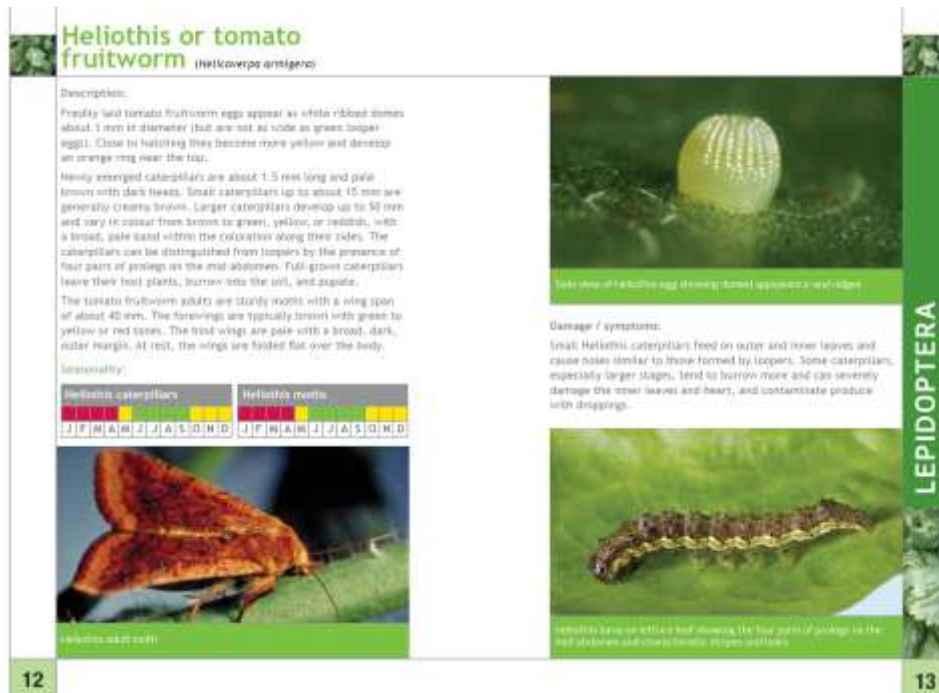 Heliothis or tomato
fruitworm (Helicoverpa armigera)
Description:
Freshly laid tomato fruitworm eggs appear as white ribbed domes
about 1 mm in diameter (but are not as wide as green looper
eggs). Close to hatching they become more yellow and develop
an orange ring near the top.
Newly emerged caterpillars are about 1.5 mm long and pale
brown with dark heads. Small caterpillars up to about 15 mm are
generally creamy brown. Larger caterpillars develop up to 50 mm
and vary in colour from brown to green, yellow, or reddish, with
a broad, pale band within the coloration along their sides. The
caterpillars can be distinguished from loopers by the presence of
four pairs of prolegs on the mid-abdomen. Full-grown caterpillars
leave their host plants, burrow into the soil, and pupate.
The tomato fruitworm adults are sturdy moths with a wing span
of about 40 mm. The forewings are typically brown with green to
yellow or red tones. The hind wings are pale with a broad, dark,
outer margin. At rest, the wings are folded flat over the body.
Seasonality:
Heliothis caterpillars
J F M A M J J A S O N D
Heliothis moths
J F M A M J J A S O N D
Heliothis adult moth
12
Side view of Heliothis egg showing domed appearance and ridges
Damage / symptoms:
Small Heliothis caterpillars feed on outer and inner leaves and
cause holes similar to those formed by loopers. Some caterpillars,
especially larger stages, tend to burrow more and can severely
damage the inner leaves and heart, and contaminate produce
with droppings.
Heliothis larva on lettuce leaf showing the four pairs of prolegs on the
mid abdomen and characteristic stripes and hairs
LEPIDOPTERA
13